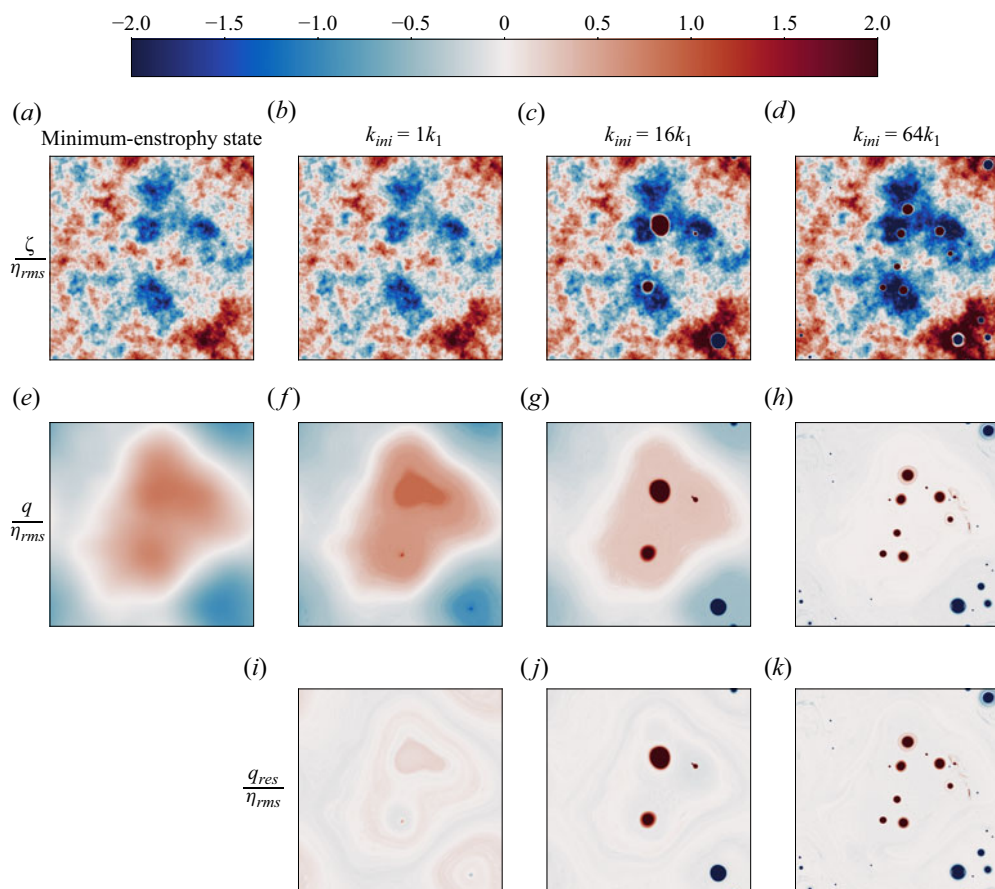 −2.0 −1.5 −1.0 −0.5 0 0.5 1.0 1.5 2.0
(a) (b) (c) (d)
Minimum-enstrophy state k_ini = 1k_1 k_ini = 16k_1 k_ini = 64k_1
ζ
η_rms
(e) (f) (g) (h)
q
η_rms
(i) (j) (k)
q_res
η_rms